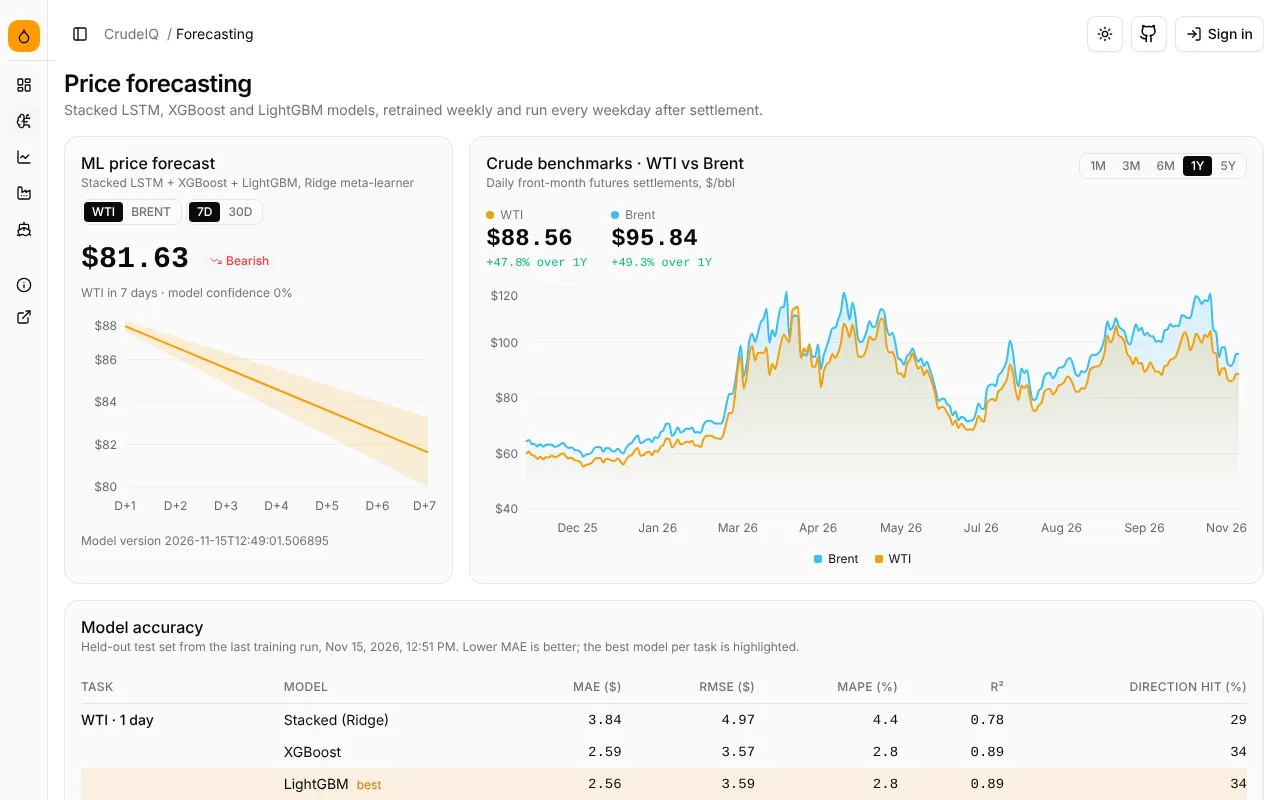 CrudeIQ / Forecasting
Sign in
Price forecasting
Stacked LSTM, XGBoost and LightGBM models, retrained weekly and run every weekday after settlement.
ML price forecast
Stacked LSTM + XGBoost + LightGBM, Ridge meta-learner
WTI BRENT 7D 30D
$81.63 Bearish
WTI in 7 days · model confidence 0%
$88
$86
$84
$82
$80
D+1 D+2 D+3 D+4 D+5 D+6 D+7
Model version 2026-11-15T12:49:01.506895
Crude benchmarks · WTI vs Brent
Daily front-month futures settlements, $/bbl
1M 3M 6M 1Y 5Y
WTI Brent
$88.56 $95.84
+47.8% over 1Y +49.3% over 1Y
$120
$100
$80
$60
$40
Dec 25 Jan 26 Mar 26 Apr 26 May 26 Jul 26 Aug 26 Sep 26 Nov 26
Brent WTI
Model accuracy
Held-out test set from the last training run, Nov 15, 2026, 12:51 PM. Lower MAE is better; the best model per task is highlighted.
TASK MODEL MAE ($) RMSE ($) MAPE (%) R² DIRECTION HIT (%)
WTI · 1 day Stacked (Ridge) 3.84 4.97 4.4 0.78 29
XGBoost 2.59 3.57 2.8 0.89 34
LightGBM best 2.56 3.59 2.8 0.89 34